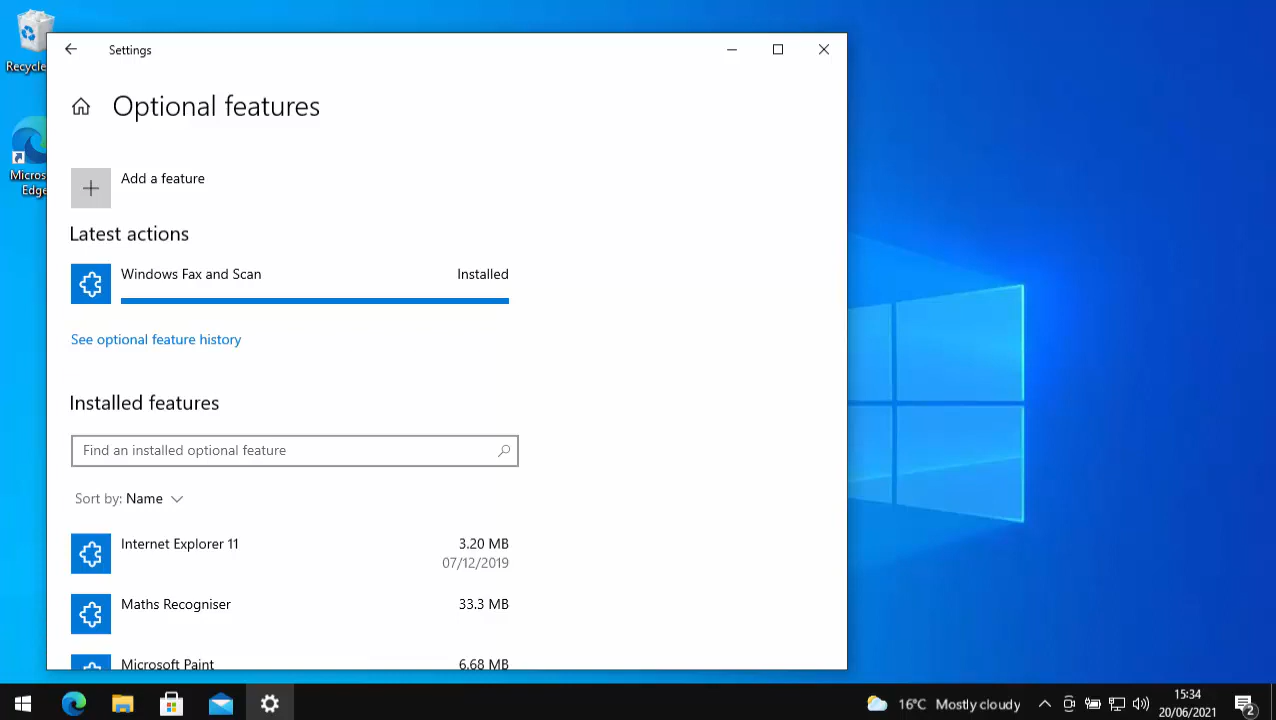 Recycle
Micros
Edge
Settings
Optional features
Add a feature
Latest actions
Windows Fax and Scan
Installed
See optional feature history
Installed features
Find an installed optional feature
Sort by: Name
Internet Explorer 11
3.20 MB
07/12/2019
Maths Recogniser
33.3 MB
Microsoft Paint
6.68 MB
16°C Mostly cloudy
15:34
20/06/2021
2